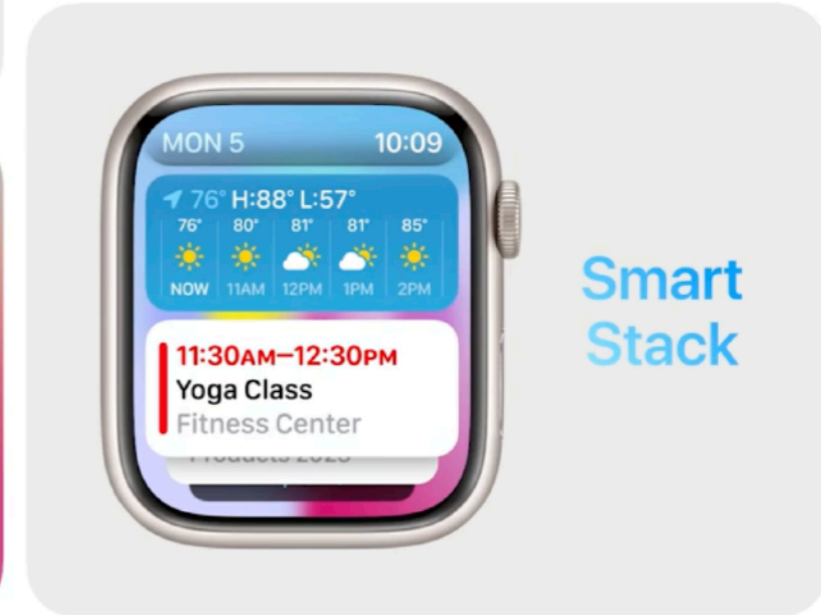 MON 5 10:09
76° H:88° L:57°
76° 80° 81° 81° 85°
NOW 11AM 12PM 1PM 2PM
11:30AM–12:30PM
Yoga Class
Fitness Center
Smart
Stack